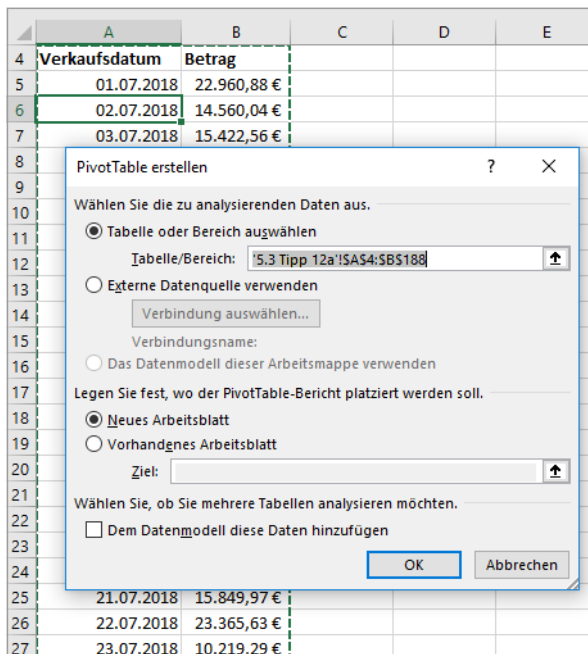 A B C D E
4 Verkaufsdatum Betrag
5 01.07.2018 22.960,88 €
6 02.07.2018 14.560,04 €
7 03.07.2018 15.422,56 €
8
PivotTable erstellen ? ×
9
Wählen Sie die zu analysierenden Daten aus.
10
11 Tabelle oder Bereich auswählen
12 Tabelle/Bereich: '5.3 Tipp 12a'!$A$4:$B$188
13 Externe Datenquelle verwenden
14 Verbindung auswählen...
15 Verbindungsname:
16 Das Datenmodell dieser Arbeitsmappe verwenden
17 Legen Sie fest, wo der PivotTable-Bericht platziert werden soll.
18 Neues Arbeitsblatt
19 Vorhandenes Arbeitsblatt
20 Ziel:
21 Wählen Sie, ob Sie mehrere Tabellen analysieren möchten.
22 Dem Datenmodell diese Daten hinzufügen
23
24 OK Abbrechen
25 21.07.2018 15.849,97 €
26 22.07.2018 23.365,63 €
27 23.07.2018 10.219,29 €